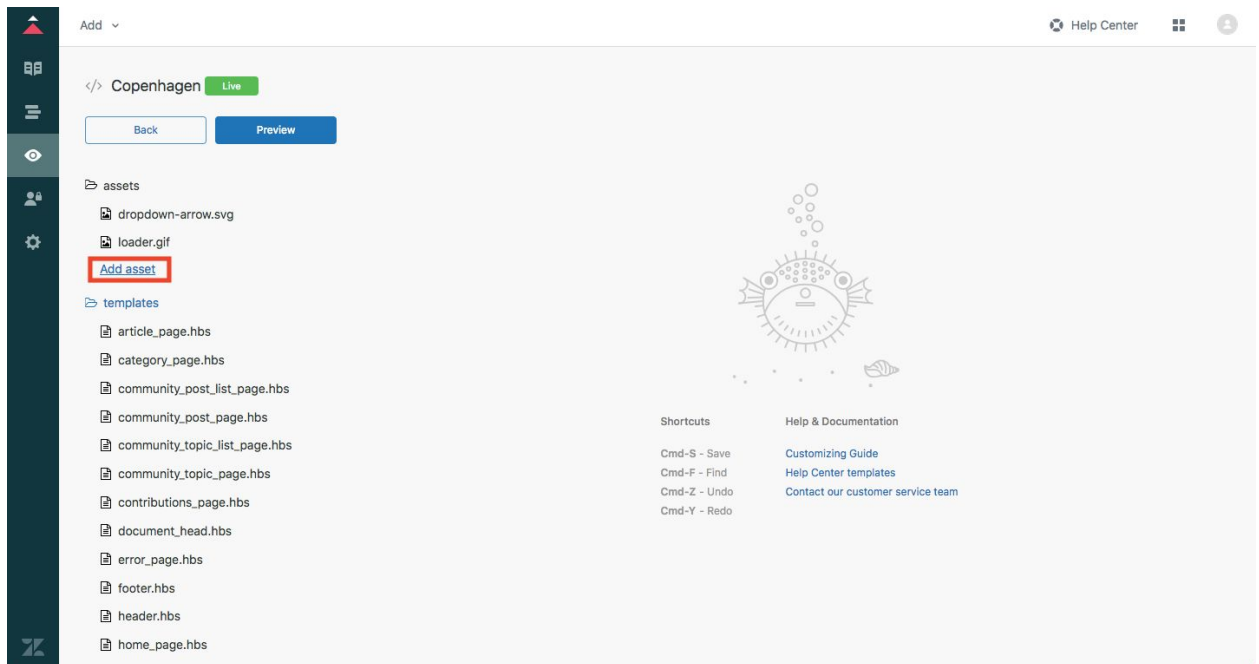 Add
Help Center
</> Copenhagen Live
Back Preview
assets
dropdown-arrow.svg
loader.gif
Add asset
templates
article_page.hbs
category_page.hbs
community_post_list_page.hbs
community_post_page.hbs
community_topic_list_page.hbs
community_topic_page.hbs
contributions_page.hbs
document_head.hbs
error_page.hbs
footer.hbs
header.hbs
home_page.hbs
Shortcuts
Cmd-S - Save
Cmd-F - Find
Cmd-Z - Undo
Cmd-Y - Redo
Help & Documentation
Customizing Guide
Help Center templates
Contact our customer service team